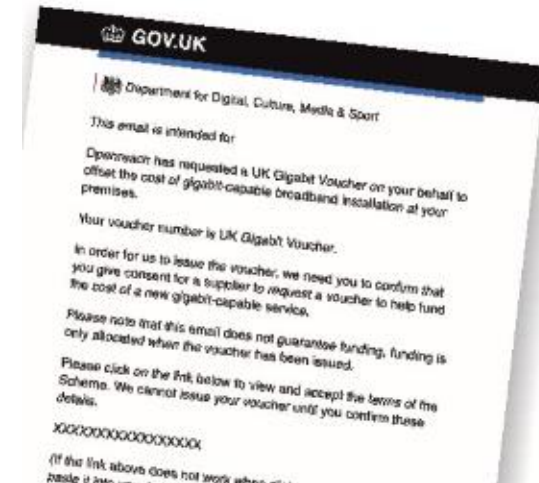 GOV.UK
Department for Digital, Culture, Media & Sport
This email is intended for
Openreach has requested a UK Gigabit Voucher on your behalf to
offset the cost of gigabit-capable broadband installation at your
premises.
Your voucher number is UK Gigabit Voucher.
In order for us to issue the voucher, we need you to confirm that
you give consent for a supplier to request a voucher to help fund
the cost of a new gigabit-capable service.
Please note that this email does not guarantee funding, funding is
only allocated when the voucher has been issued.
Please click on the link below to view and accept the terms of the
Scheme. We cannot issue your voucher until you confirm these
details.
XXXXXXXXXXXXXXXXXX
(If the link above does not work when
paste it into